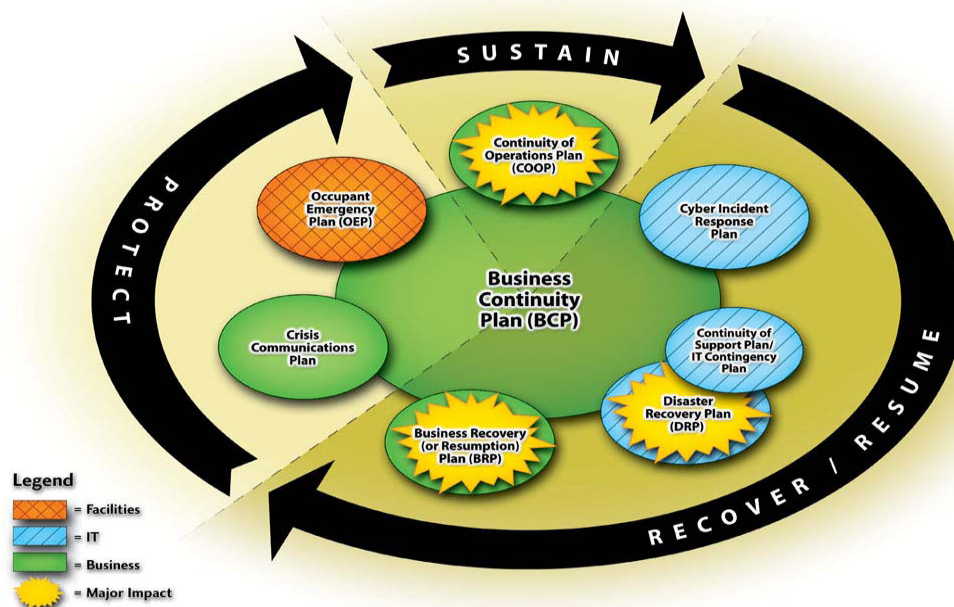 SUSTAIN
PROTECT
RECOVER / RESUME
Continuity of
Operations Plan
(COOP)
Occupant
Emergency
Plan (OEP)
Cyber Incident
Response
Plan
Business
Continuity
Plan (BCP)
Crisis
Communications
Plan
Continuity of
Support Plan/
IT Contingency
Plan
Disaster
Recovery Plan
(DRP)
Business Recovery
(or Resumption)
Plan (BRP)
Legend
= Facilities
= IT
= Business
= Major Impact